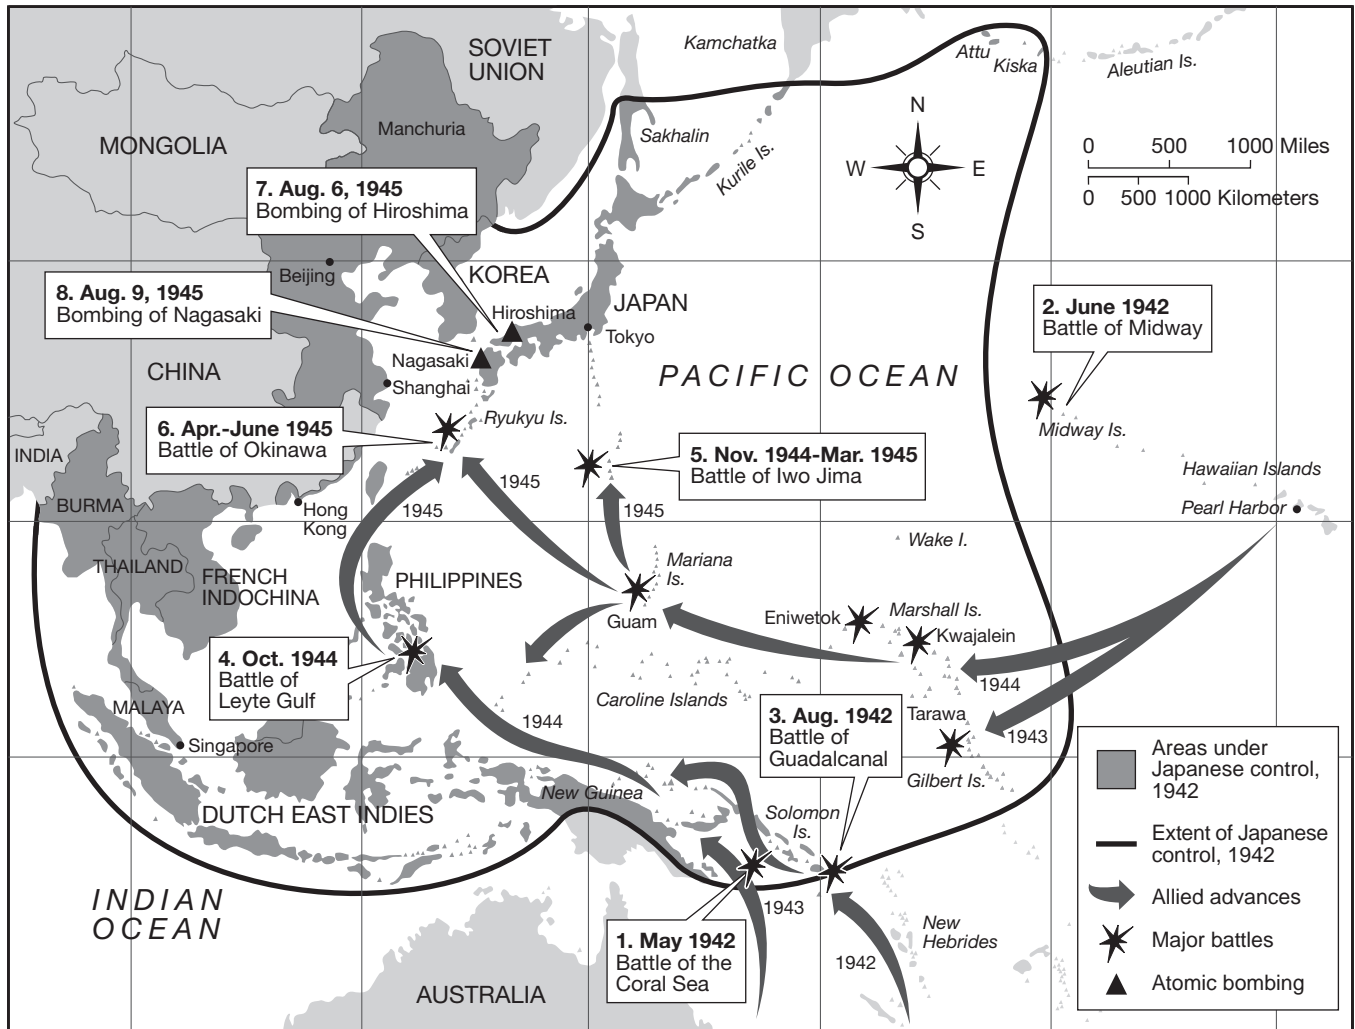 SOVIET
UNION
Kamchatka
Attu
Kiska
Aleutian Is.
MONGOLIA
Manchuria
Sakhalin
Kurile Is.
N
W
E
S
0 500 1000 Miles
0 500 1000 Kilometers
7. Aug. 6, 1945
Bombing of Hiroshima
Beijing
KOREA
JAPAN
8. Aug. 9, 1945
Bombing of Nagasaki
Hiroshima
Tokyo
Nagasaki
2. June 1942
Battle of Midway
CHINA
Shanghai
PACIFIC OCEAN
6. Apr.-June 1945
Battle of Okinawa
Ryukyu Is.
Midway Is.
5. Nov. 1944-Mar. 1945
Battle of Iwo Jima
INDIA
BURMA
Hong
Kong
1945
1945
1945
Hawaiian Islands
Pearl Harbor
Wake I.
THAILAND
FRENCH
INDOCHINA
PHILIPPINES
Mariana
Is.
Guam
Eniwetok
Marshall Is.
Kwajalein
4. Oct. 1944
Battle of
Leyte Gulf
1944
Caroline Islands
MALAYA
Singapore
1944
3. Aug. 1942
Battle of
Guadalcanal
Tarawa
1943
Gilbert Is.
New Guinea
DUTCH EAST INDIES
Solomon
Is.
INDIAN
OCEAN
1943
1. May 1942
Battle of the
Coral Sea
1942
New
Hebrides
AUSTRALIA
Areas under
Japanese control,
1942
Extent of Japanese
control, 1942
Allied advances
Major battles
Atomic bombing